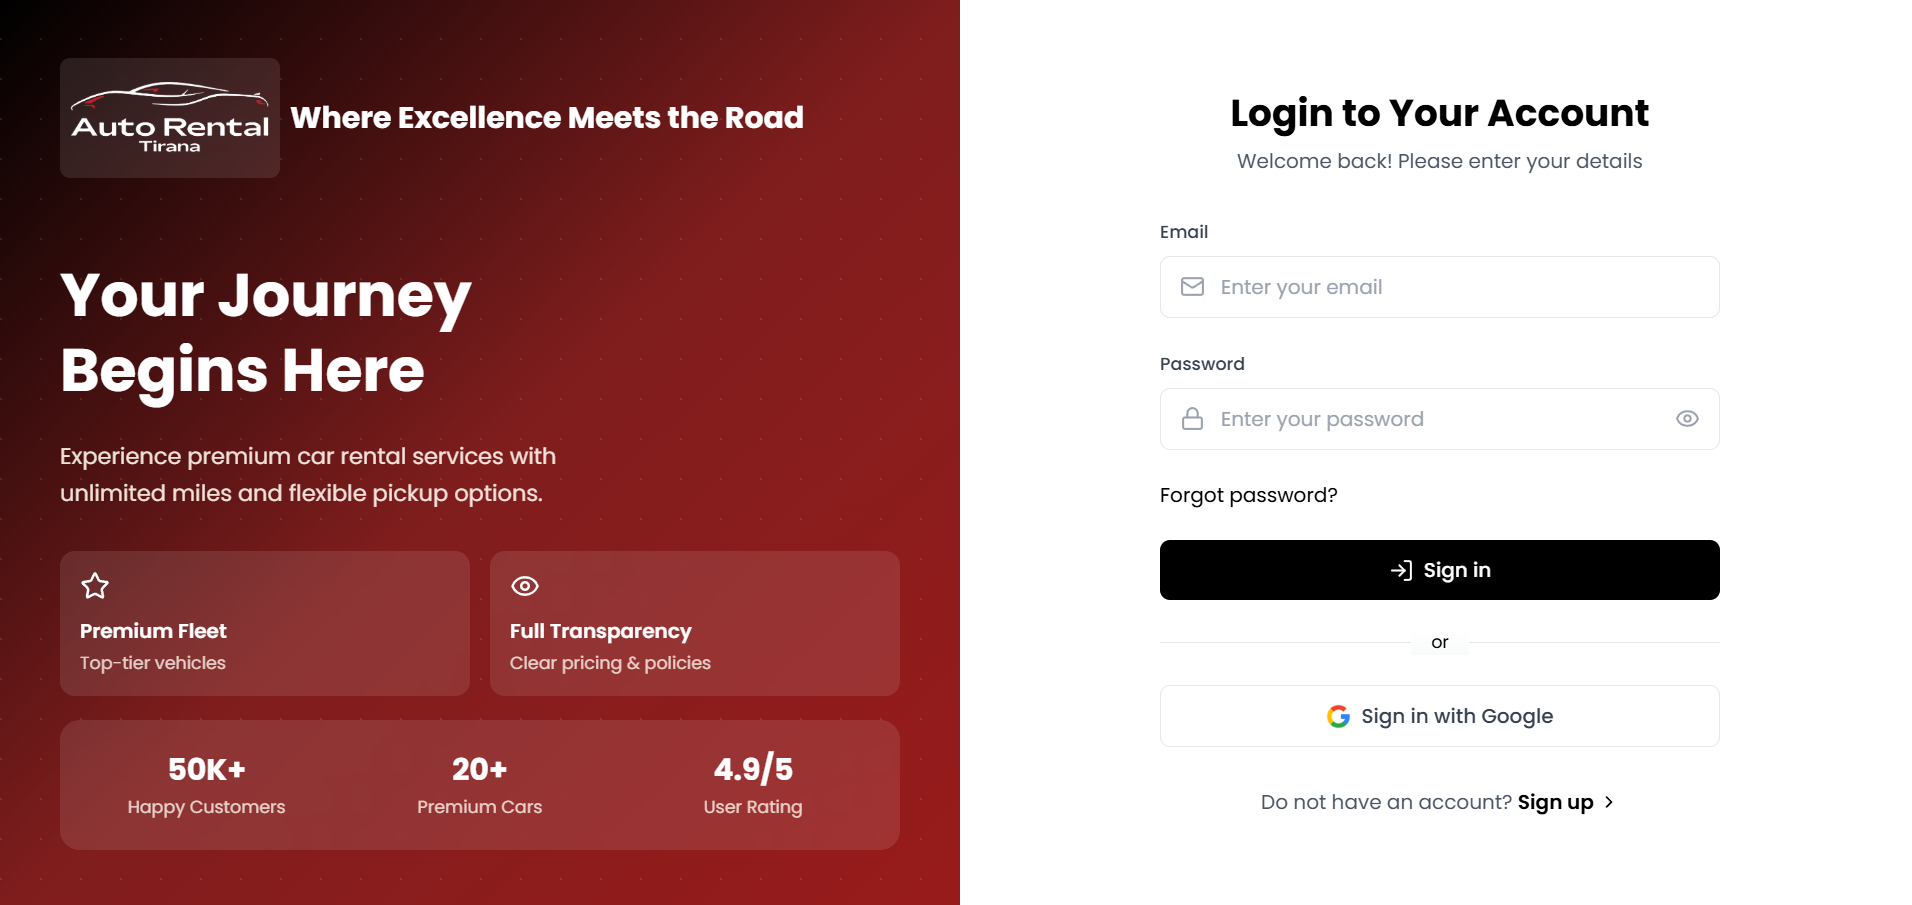 Auto Rental
Tirana
Where Excellence Meets the Road
Your Journey
Begins Here
Experience premium car rental services with
unlimited miles and flexible pickup options.
Premium Fleet
Top-tier vehicles
Full Transparency
Clear pricing & policies
50K+
Happy Customers
20+
Premium Cars
4.9/5
User Rating
Login to Your Account
Welcome back! Please enter your details
Email
Enter your email
Password
Enter your password
Forgot password?
Sign in
or
Sign in with Google
Do not have an account? Sign up